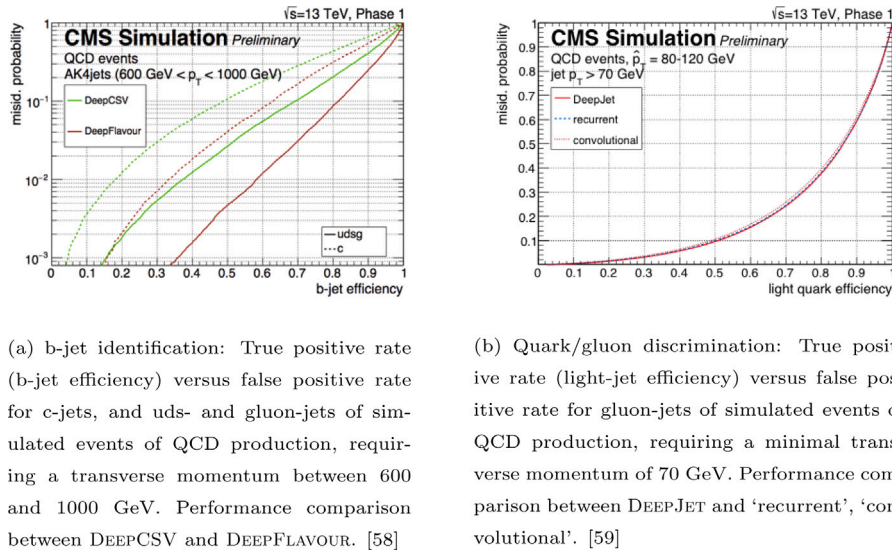 √s=13 TeV, Phase 1
CMS Simulation Preliminary
QCD events
AK4jets (600 GeV < p_T < 1000 GeV)
DeepCSV
DeepFlavour
udsg
c
misid. probability
1
10⁻¹
10⁻²
10⁻³
0 0.1 0.2 0.3 0.4 0.5 0.6 0.7 0.8 0.9 1
b-jet efficiency
(a) b-jet identification: True positive rate
(b-jet efficiency) versus false positive rate
for c-jets, and uds- and gluon-jets of sim-
ulated events of QCD production, requir-
ing a transverse momentum between 600
and 1000 GeV. Performance comparison
between DEEPCSV and DEEPFLAVOUR. [58]
√s=13 TeV, Phase 1
CMS Simulation Preliminary
QCD events, p̂_T = 80-120 GeV
jet p_T > 70 GeV
DeepJet
recurrent
convolutional
misid. probability
1
0.9
0.8
0.7
0.6
0.5
0.4
0.3
0.2
0.1
0 0.1 0.2 0.3 0.4 0.5 0.6 0.7 0.8 0.9 1
light quark efficiency
(b) Quark/gluon discrimination: True posit-
ive rate (light-jet efficiency) versus false pos-
itive rate for gluon-jets of simulated events
QCD production, requiring a minimal trans-
verse momentum of 70 GeV. Performance com-
parison between DEEPJET and ‘recurrent’, ‘con-
volutional’. [59]